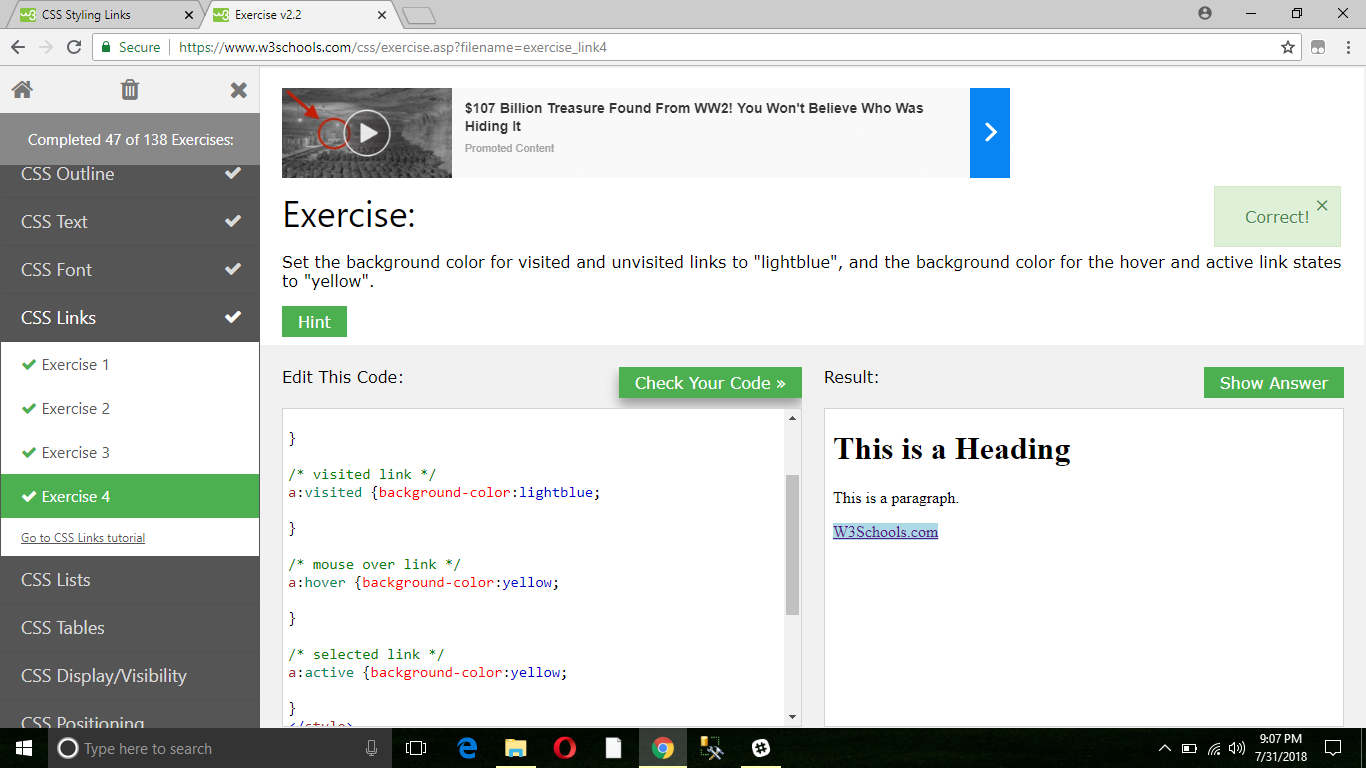 CSS Styling Links
Exercise v2.2
Secure
https://www.w3schools.com/css/exercise.asp?filename=exercise_link4
Completed 47 of 138 Exercises:
CSS Outline
CSS Text
CSS Font
CSS Links
Exercise 1
Exercise 2
Exercise 3
Exercise 4
Go to CSS Links tutorial
CSS Lists
CSS Tables
CSS Display/Visibility
CSS Positioning
$107 Billion Treasure Found From WW2! You Won't Believe Who Was
Hiding It
Promoted Content
Exercise:
Correct!
Set the background color for visited and unvisited links to "lightblue", and the background color for the hover and active link states
to "yellow".
Hint
Edit This Code:
Check Your Code »
}
/* visited link */
a:visited {background-color:lightblue;
}
/* mouse over link */
a:hover {background-color:yellow;
}
/* selected link */
a:active {background-color:yellow;
}
</style>
Result:
Show Answer
This is a Heading
This is a paragraph.
W3Schools.com
Type here to search
9:07 PM
7/31/2018